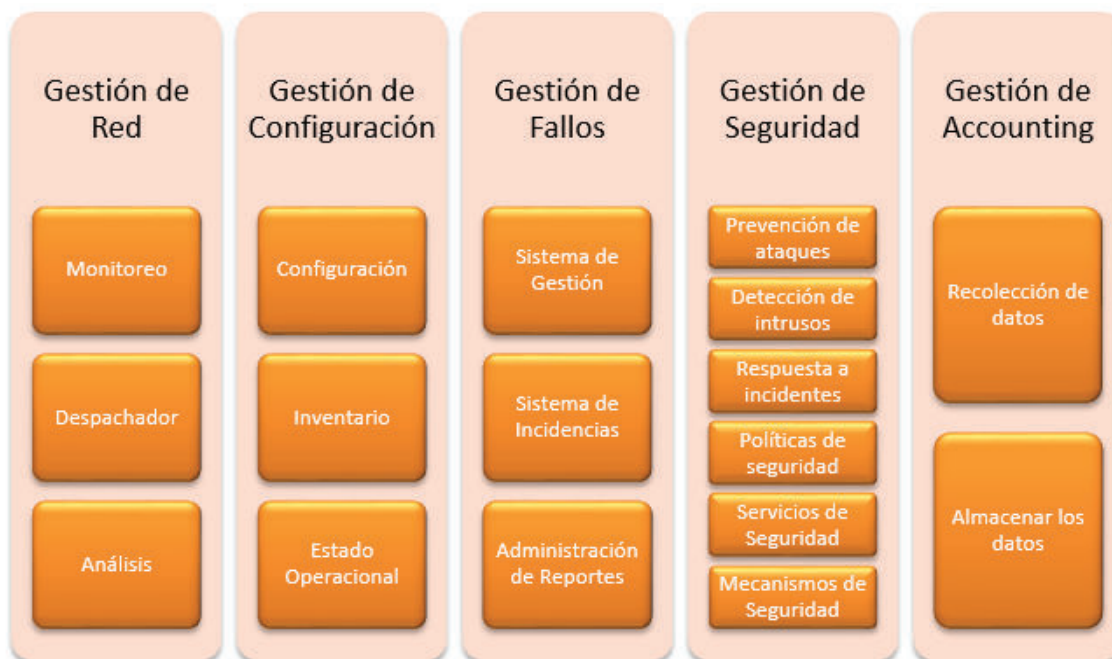 Gestión de
Red
Monitoreo
Despachador
Análisis
Gestión de
Configuración
Configuración
Inventario
Estado
Operacional
Gestión de
Fallos
Sistema de
Gestión
Sistema de
Incidencias
Administración
de Reportes
Gestión de
Seguridad
Prevención de
ataques
Detección de
intrusos
Respuesta a
incidentes
Políticas de
seguridad
Servicios de
Seguridad
Mecanismos de
Seguridad
Gestión de
Accounting
Recolección de
datos
Almacenar los
datos